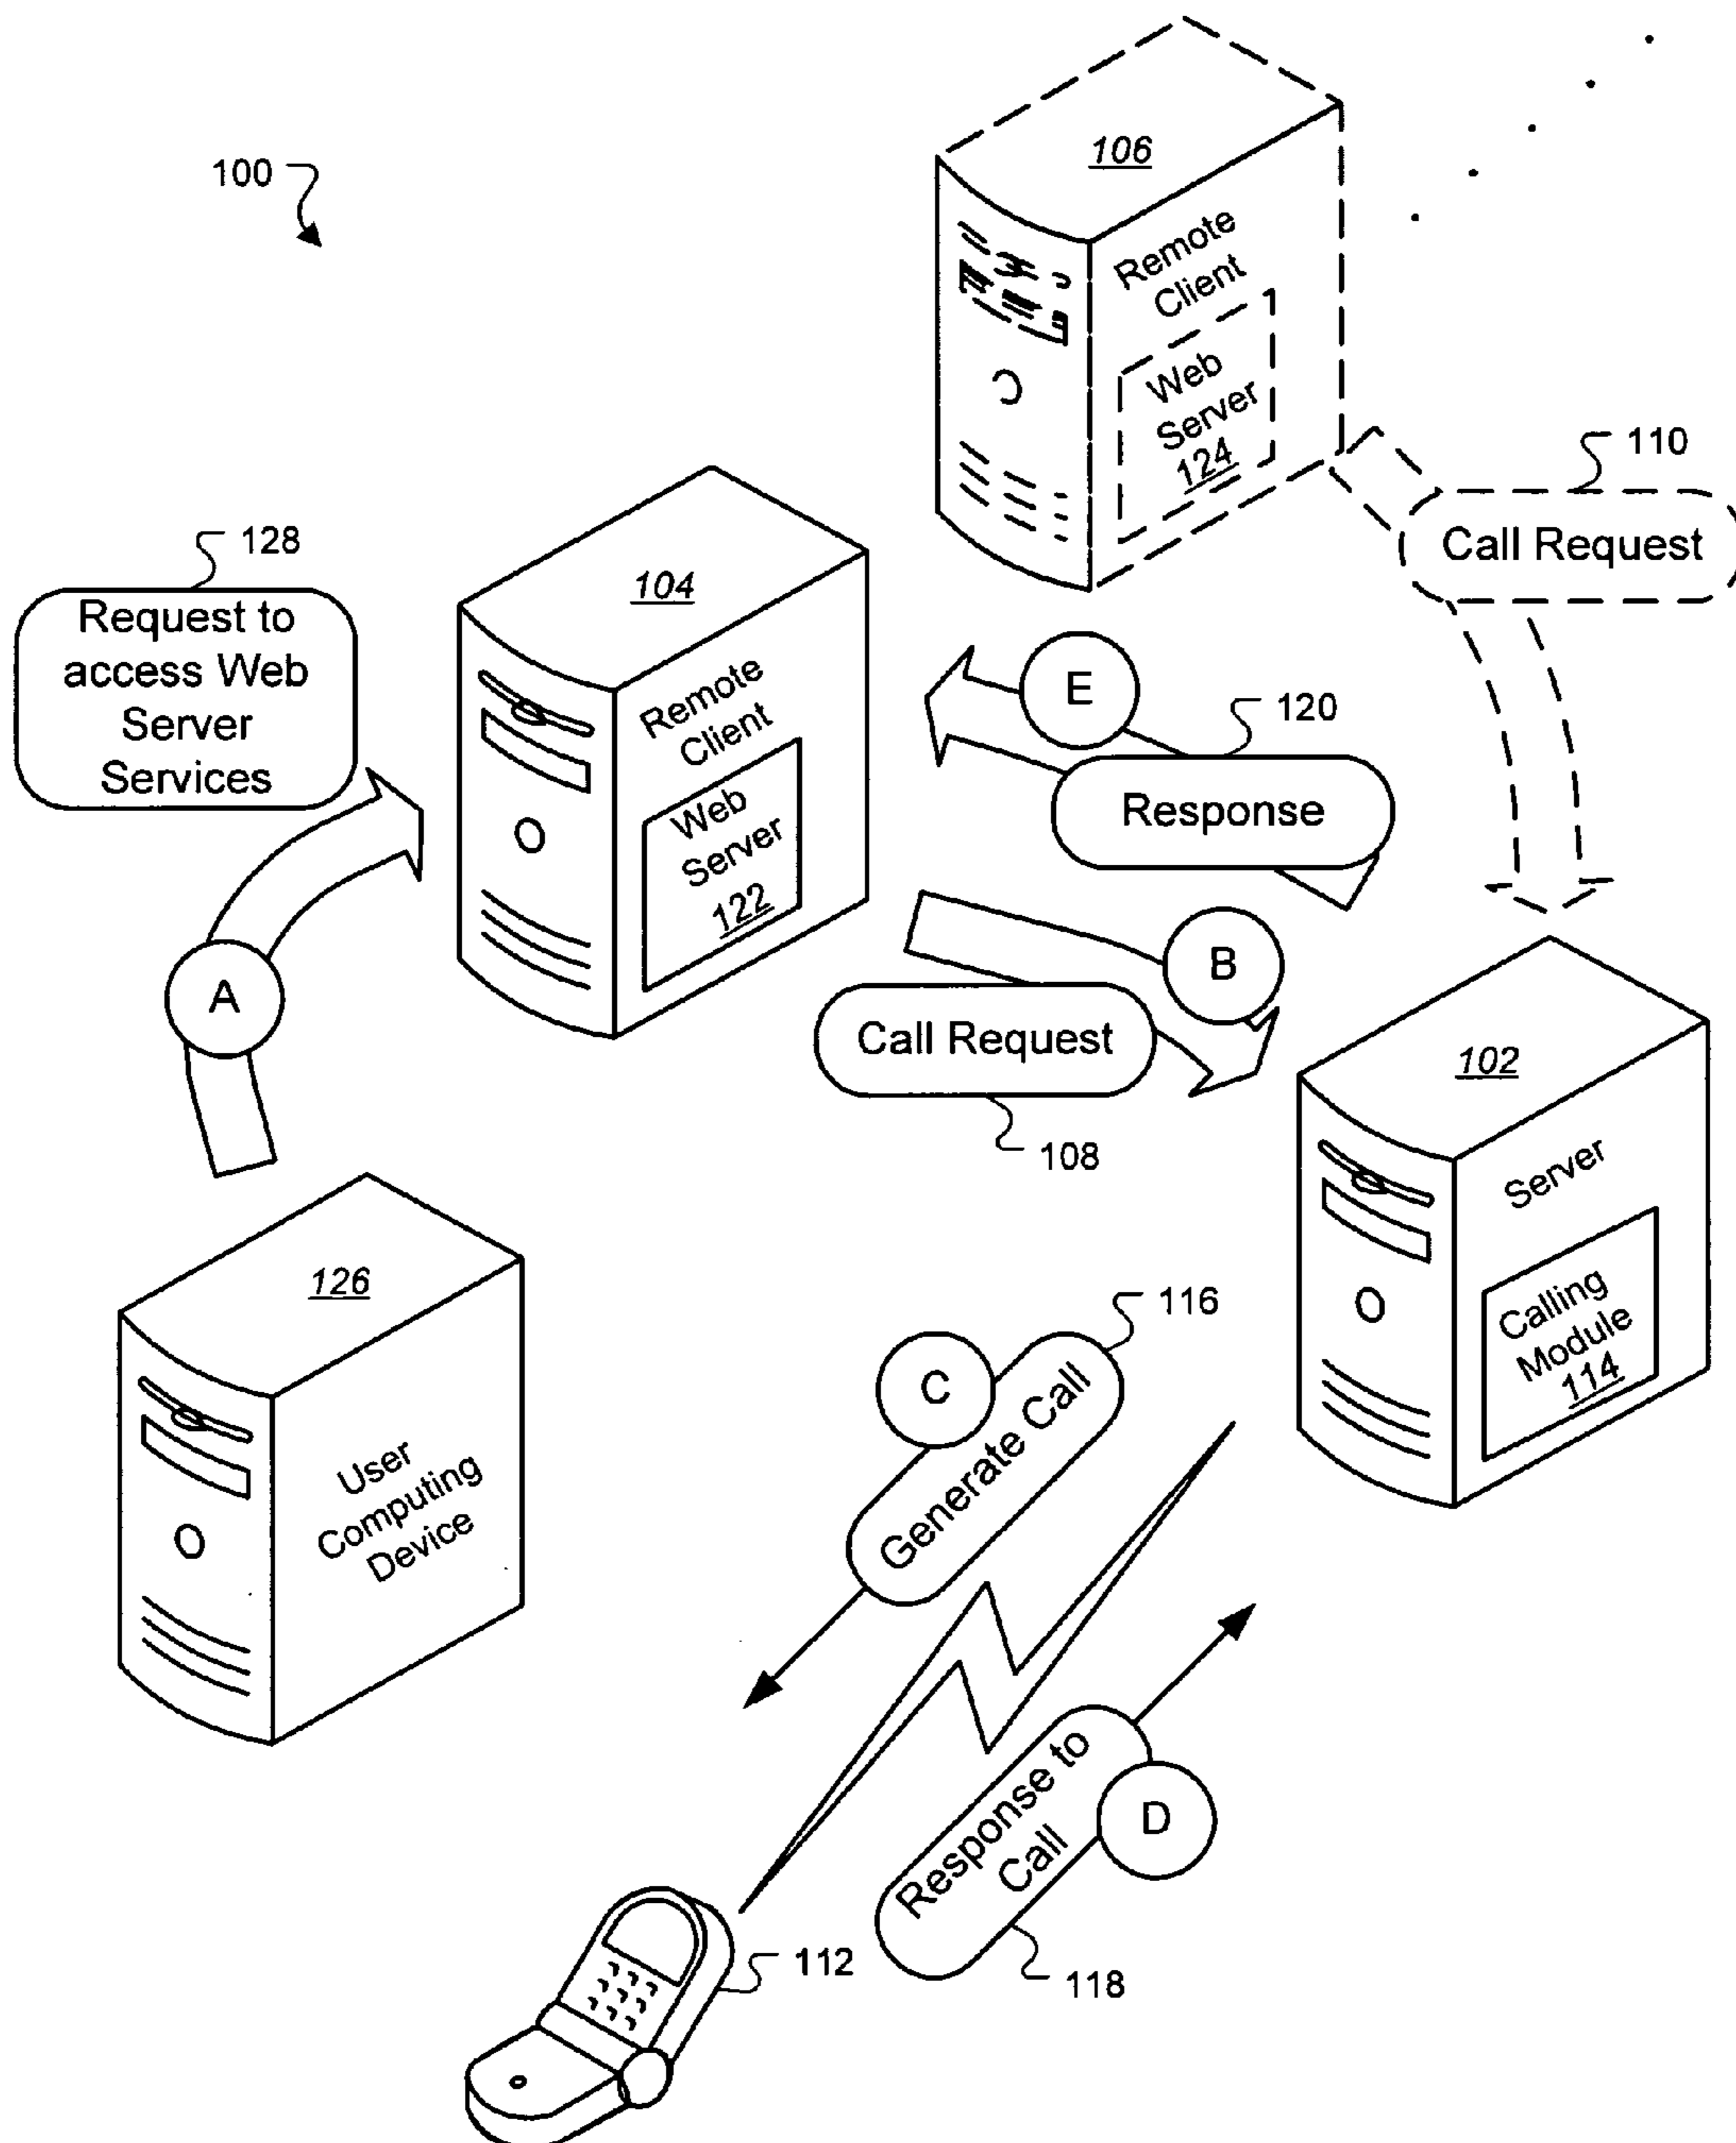 100
106
Remote
Client
Web
Server
124
110
Call Request
128
Request to
access Web
Server
Services
104
Remote
Client
Web
Server
122
E
120
Response
A
B
Call Request
108
102
Server
Calling
Module
114
126
User
Computing
Device
116
C
Generate Call
Response to
Call
D
112
118